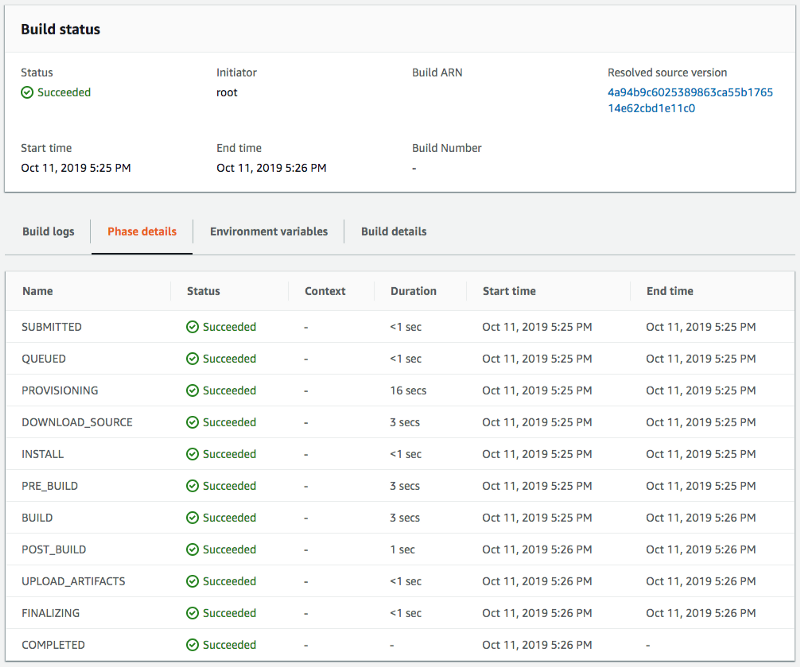 Build status
Status Initiator Build ARN Resolved source version
Succeeded root 4a94b9c6025389863ca55b1765
14e62cbd1e11c0
Start time End time Build Number
Oct 11, 2019 5:25 PM Oct 11, 2019 5:26 PM -
Build logs Phase details Environment variables Build details
Name Status Context Duration Start time End time
SUBMITTED Succeeded - <1 sec Oct 11, 2019 5:25 PM Oct 11, 2019 5:25 PM
QUEUED Succeeded - <1 sec Oct 11, 2019 5:25 PM Oct 11, 2019 5:25 PM
PROVISIONING Succeeded - 16 secs Oct 11, 2019 5:25 PM Oct 11, 2019 5:25 PM
DOWNLOAD_SOURCE Succeeded - 3 secs Oct 11, 2019 5:25 PM Oct 11, 2019 5:25 PM
INSTALL Succeeded - <1 sec Oct 11, 2019 5:25 PM Oct 11, 2019 5:25 PM
PRE_BUILD Succeeded - 3 secs Oct 11, 2019 5:25 PM Oct 11, 2019 5:25 PM
BUILD Succeeded - 3 secs Oct 11, 2019 5:25 PM Oct 11, 2019 5:26 PM
POST_BUILD Succeeded - 1 sec Oct 11, 2019 5:26 PM Oct 11, 2019 5:26 PM
UPLOAD_ARTIFACTS Succeeded - <1 sec Oct 11, 2019 5:26 PM Oct 11, 2019 5:26 PM
FINALIZING Succeeded - <1 sec Oct 11, 2019 5:26 PM Oct 11, 2019 5:26 PM
COMPLETED Succeeded - - Oct 11, 2019 5:26 PM -